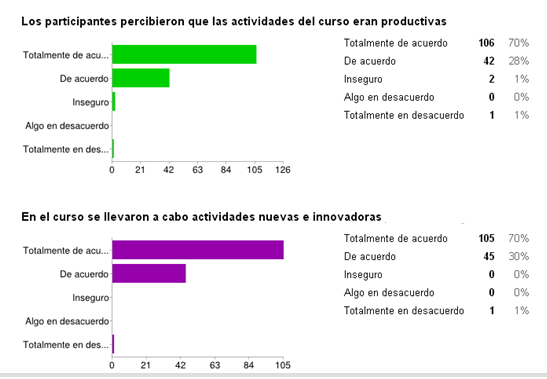 Los participantes percibieron que las actividades del curso eran productivas
Totalmente de acu...
De acuerdo
Inseguro
Algo en desacuerdo
Totalmente en des...
0 21 42 63 84 105 126
Totalmente de acuerdo 106 70%
De acuerdo 42 28%
Inseguro 2 1%
Algo en desacuerdo 0 0%
Totalmente en desacuerdo 1 1%
En el curso se llevaron a cabo actividades nuevas e innovadoras
Totalmente de acu...
De acuerdo
Inseguro
Algo en desacuerdo
Totalmente en des...
0 21 42 63 84 105
Totalmente de acuerdo 105 70%
De acuerdo 45 30%
Inseguro 0 0%
Algo en desacuerdo 0 0%
Totalmente en desacuerdo 1 1%